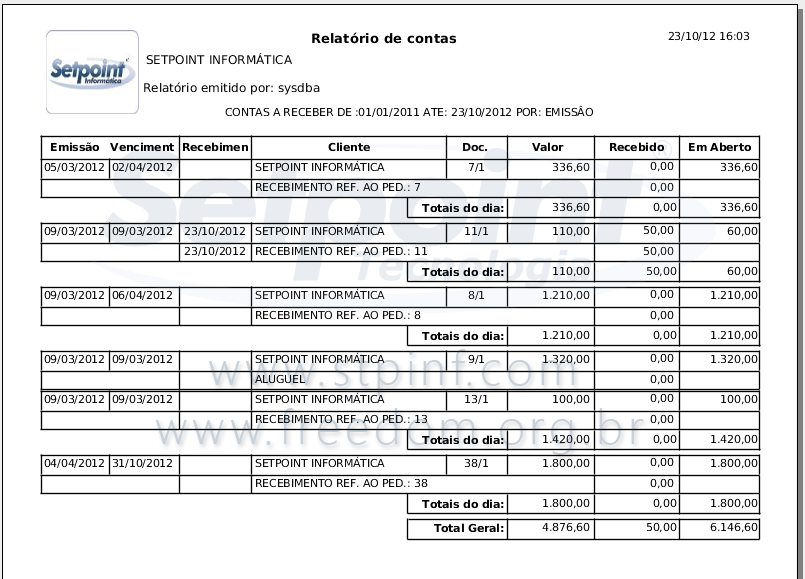 Relatório de contas
23/10/12 16:03
Setpoint
Informática
SETPOINT INFORMÁTICA
Relatório emitido por: sysdba
CONTAS A RECEBER DE :01/01/2011 ATE: 23/10/2012 POR: EMISSÃO
Emissão Venciment Recebimen Cliente Doc. Valor Recebido Em Aberto
05/03/2012 02/04/2012 SETPOINT INFORMÁTICA 7/1 336,60 0,00 336,60
RECEBIMENTO REF. AO PED.: 7 0,00
Totais do dia: 336,60 0,00 336,60
09/03/2012 09/03/2012 23/10/2012 SETPOINT INFORMÁTICA 11/1 110,00 50,00 60,00
23/10/2012 RECEBIMENTO REF. AO PED.: 11 50,00
Totais do dia: 110,00 50,00 60,00
09/03/2012 06/04/2012 SETPOINT INFORMÁTICA 8/1 1.210,00 0,00 1.210,00
RECEBIMENTO REF. AO PED.: 8 0,00
Totais do dia: 1.210,00 0,00 1.210,00
09/03/2012 09/03/2012 SETPOINT INFORMÁTICA 9/1 1.320,00 0,00 1.320,00
ALUGUEL 0,00
09/03/2012 09/03/2012 SETPOINT INFORMÁTICA 13/1 100,00 0,00 100,00
RECEBIMENTO REF. AO PED.: 13 0,00
Totais do dia: 1.420,00 0,00 1.420,00
04/04/2012 31/10/2012 SETPOINT INFORMÁTICA 38/1 1.800,00 0,00 1.800,00
RECEBIMENTO REF. AO PED.: 38 0,00
Totais do dia: 1.800,00 0,00 1.800,00
Total Geral: 4.876,60 50,00 6.146,60
Setpoint
Tecnologia
www.stpinf.com
www.freedom.org.br